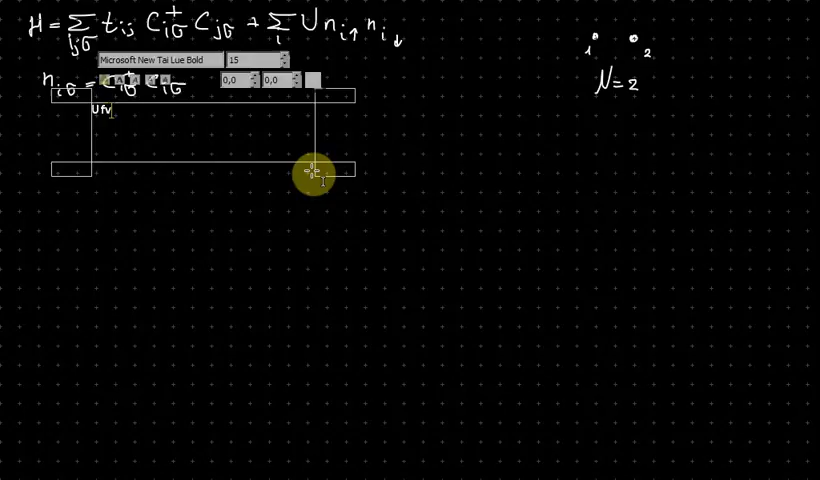 H = Σ_{ijσ} t_{ij} C⁺_{iσ} C_{jσ} + Σ_i U n_{i↑} n_{i↓}
1 2
Microsoft New Tai Lue Bold 15
n_{iσ} = C⁺_{iσ} C_{iσ} 0,0 0,0
N = 2
Ufv